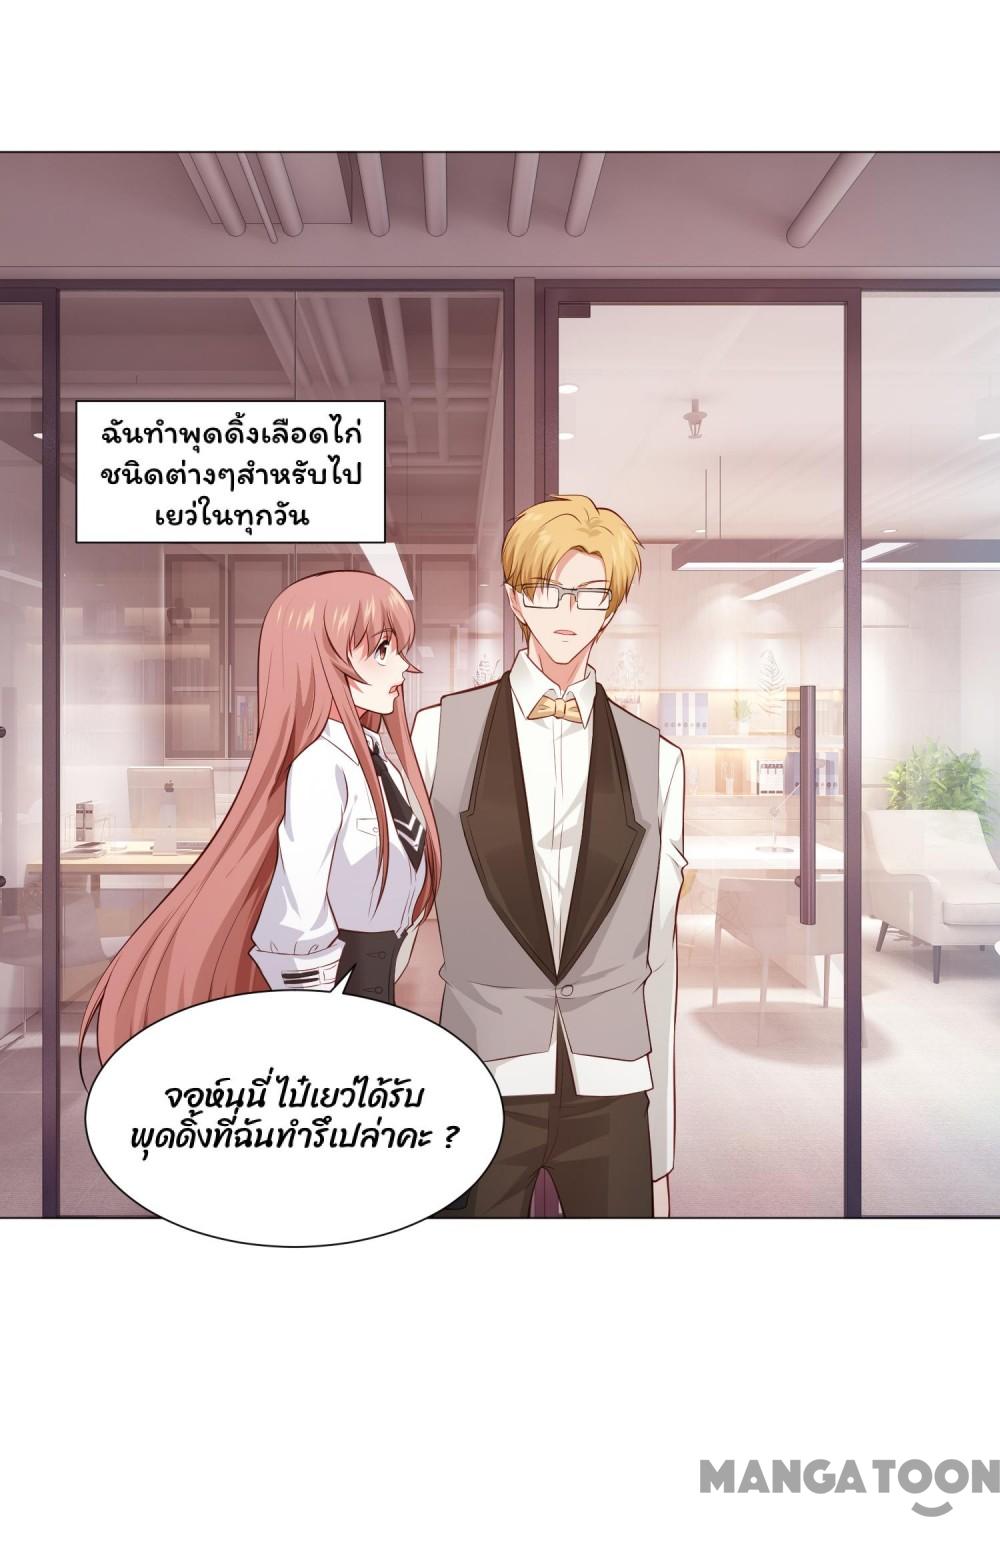 ฉันทำพุดดิ้งเลือดไก่
ชนิดต่างๆสำหรับไป
เยว่ในทุกวัน
จอห์นนี่ ไป๋เยว่ได้รับ
พุดดิ้งที่ฉันทำรึเปล่าคะ ?
MANGATOON